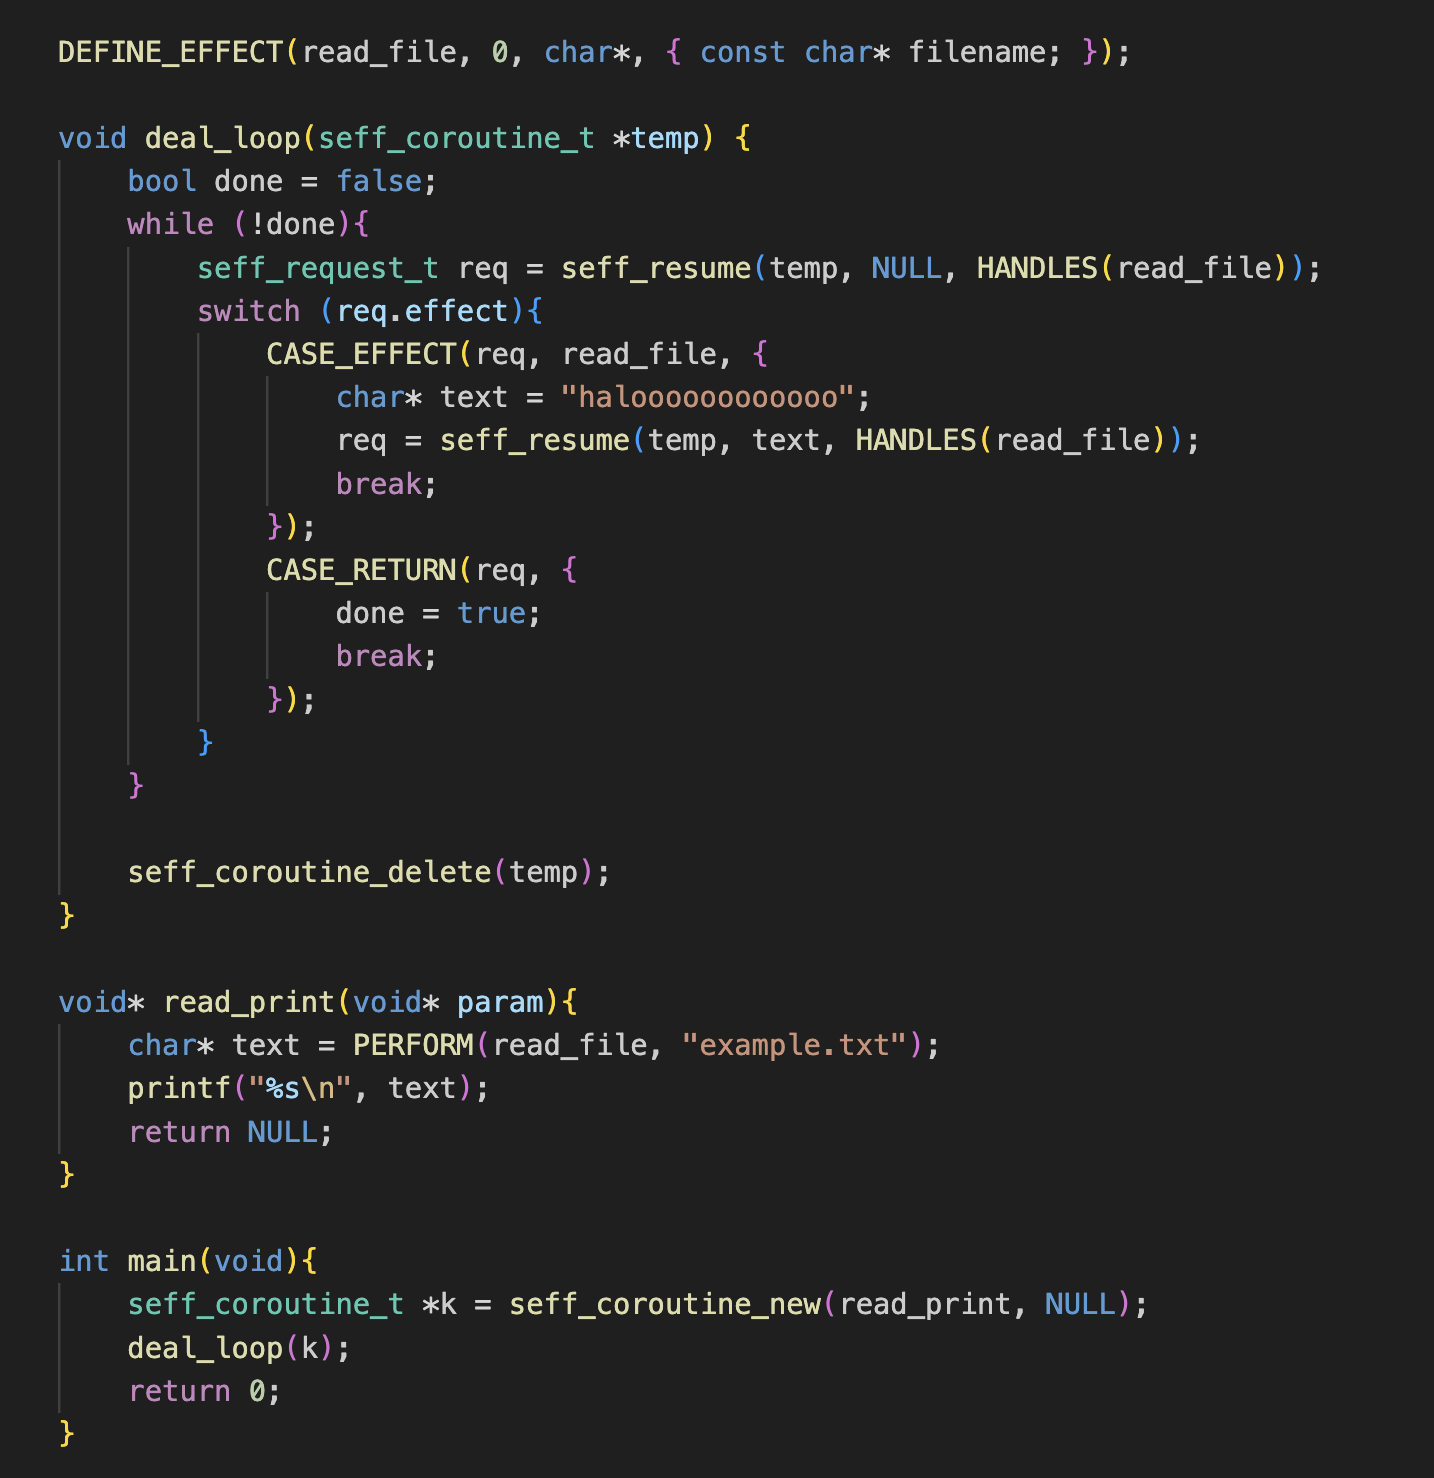 DEFINE_EFFECT(read_file, 0, char*, { const char* filename; });

void deal_loop(seff_coroutine_t *temp) {
    bool done = false;
    while (!done){
        seff_request_t req = seff_resume(temp, NULL, HANDLES(read_file));
        switch (req.effect){
            CASE_EFFECT(req, read_file, {
                char* text = "halooooooooooooo";
                req = seff_resume(temp, text, HANDLES(read_file));
                break;
            });
            CASE_RETURN(req, {
                done = true;
                break;
            });
        }
    }

    seff_coroutine_delete(temp);
}

void* read_print(void* param){
    char* text = PERFORM(read_file, "example.txt");
    printf("%s\n", text);
    return NULL;
}

int main(void){
    seff_coroutine_t *k = seff_coroutine_new(read_print, NULL);
    deal_loop(k);
    return 0;
}